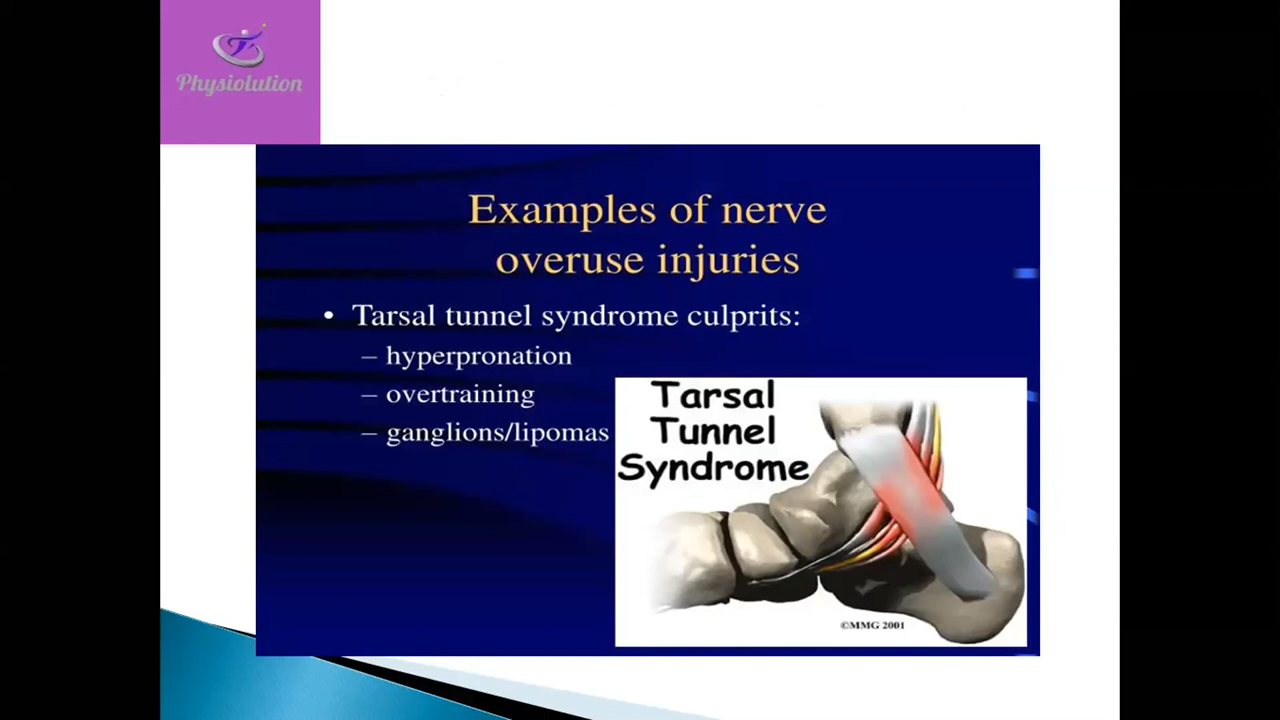 Physiolution
Examples of nerve
overuse injuries
• Tarsal tunnel syndrome culprits:
– hyperpronation
– overtraining
– ganglions/lipomas
Tarsal
Tunnel
Syndrome
©MMG 2001